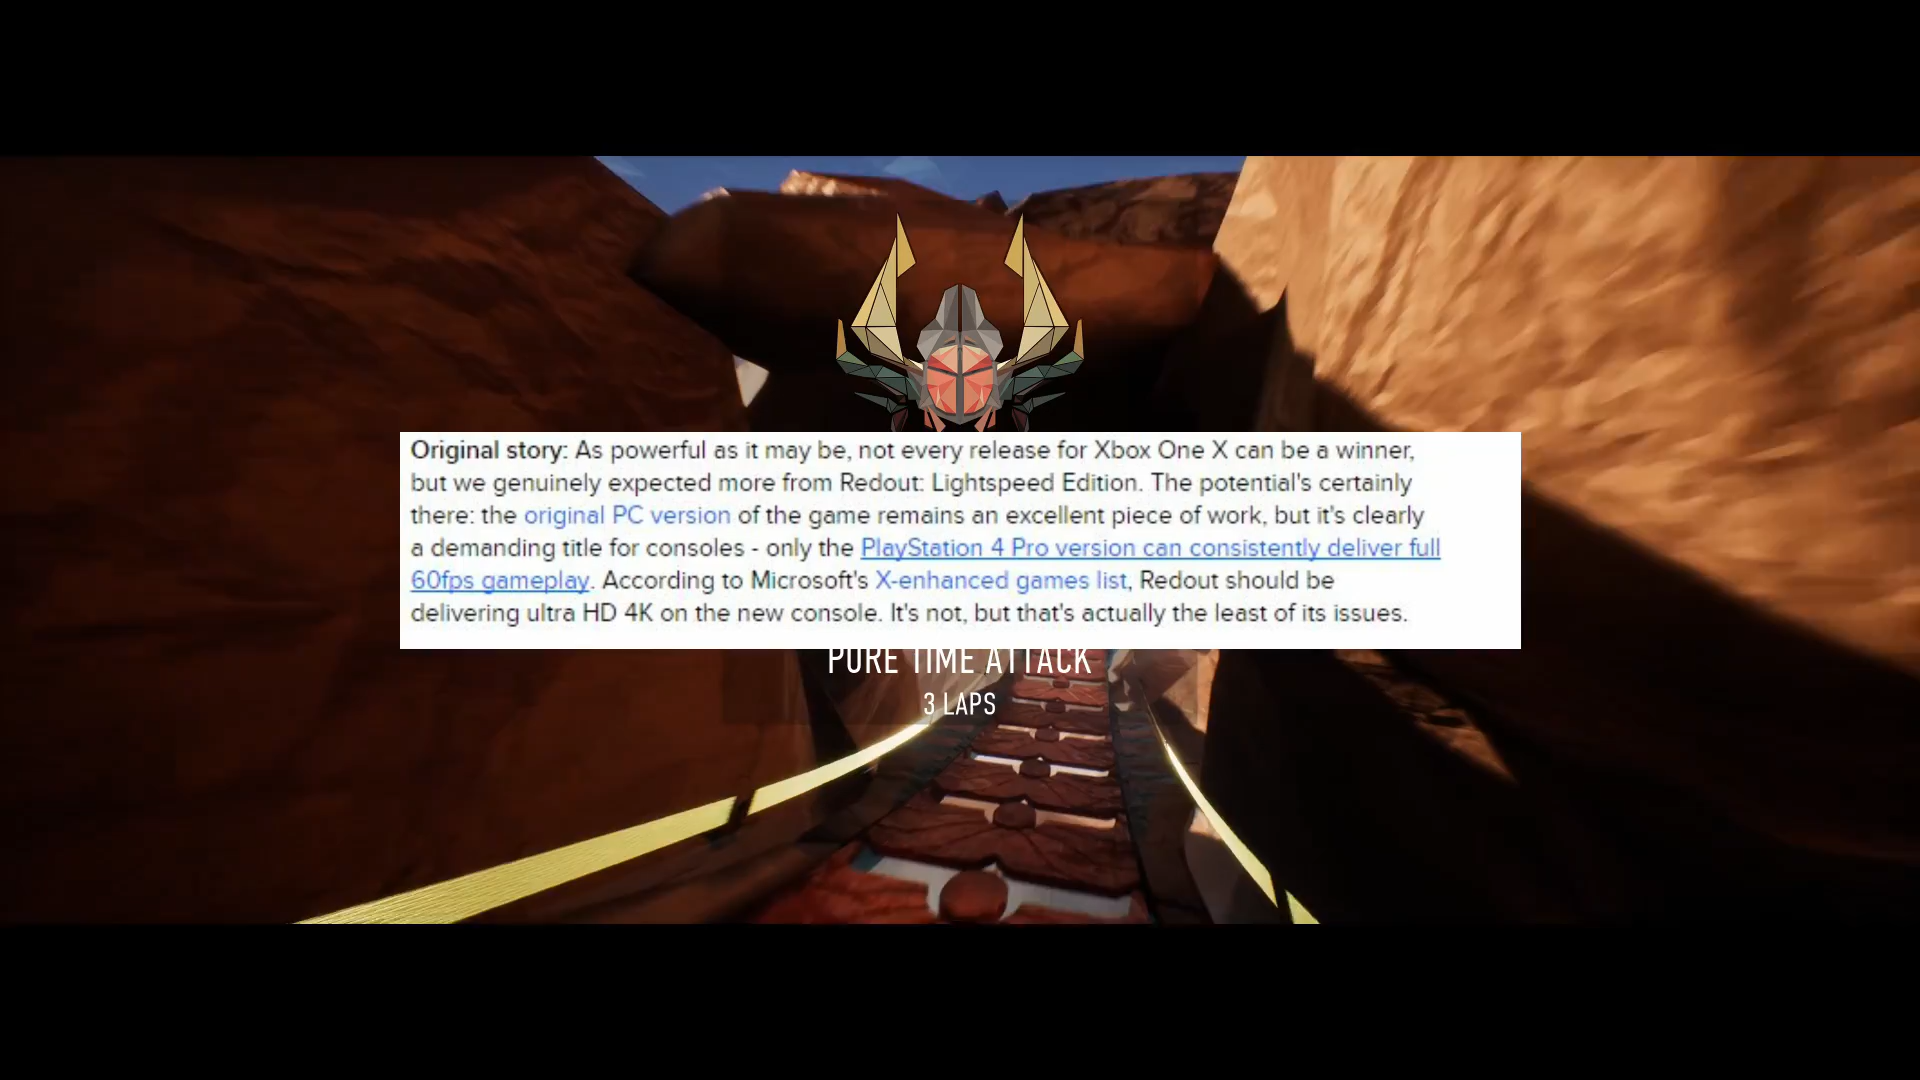 Original story: As powerful as it may be, not every release for Xbox One X can be a winner,
but we genuinely expected more from Redout: Lightspeed Edition. The potential's certainly
there: the original PC version of the game remains an excellent piece of work, but it's clearly
a demanding title for consoles - only the PlayStation 4 Pro version can consistently deliver full
60fps gameplay. According to Microsoft's X-enhanced games list, Redout should be
delivering ultra HD 4K on the new console. It's not, but that's actually the least of its issues.
PURE TIME ATTACK
3 LAPS